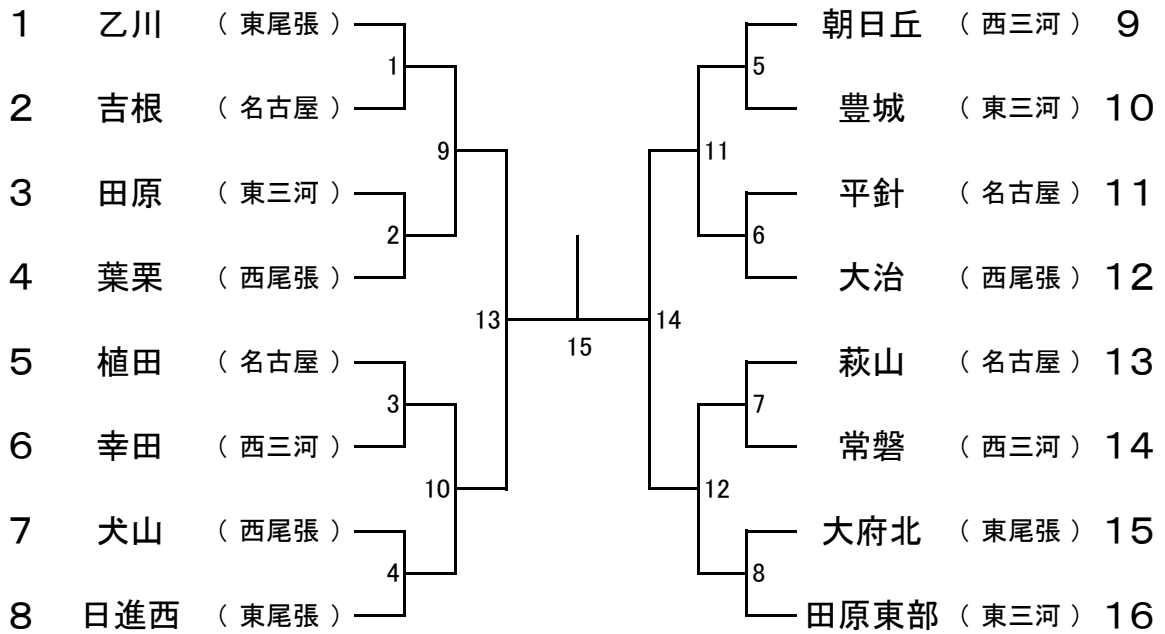 1 乙川 （ 東尾張 ） 朝日丘 （ 西三河 ） 9
1 5
2 吉根 （ 名古屋 ） 豊城 （ 東三河 ） 10
9 11
3 田原 （ 東三河 ） 平針 （ 名古屋 ） 11
2 6
4 葉栗 （ 西尾張 ） 大治 （ 西尾張 ） 12
13 15 14
5 植田 （ 名古屋 ） 萩山 （ 名古屋 ） 13
3 7
6 幸田 （ 西三河 ） 常磐 （ 西三河 ） 14
10 12
7 犬山 （ 西尾張 ） 大府北 （ 東尾張 ） 15
4 8
8 日進西 （ 東尾張 ） 田原東部 （ 東三河 ） 16